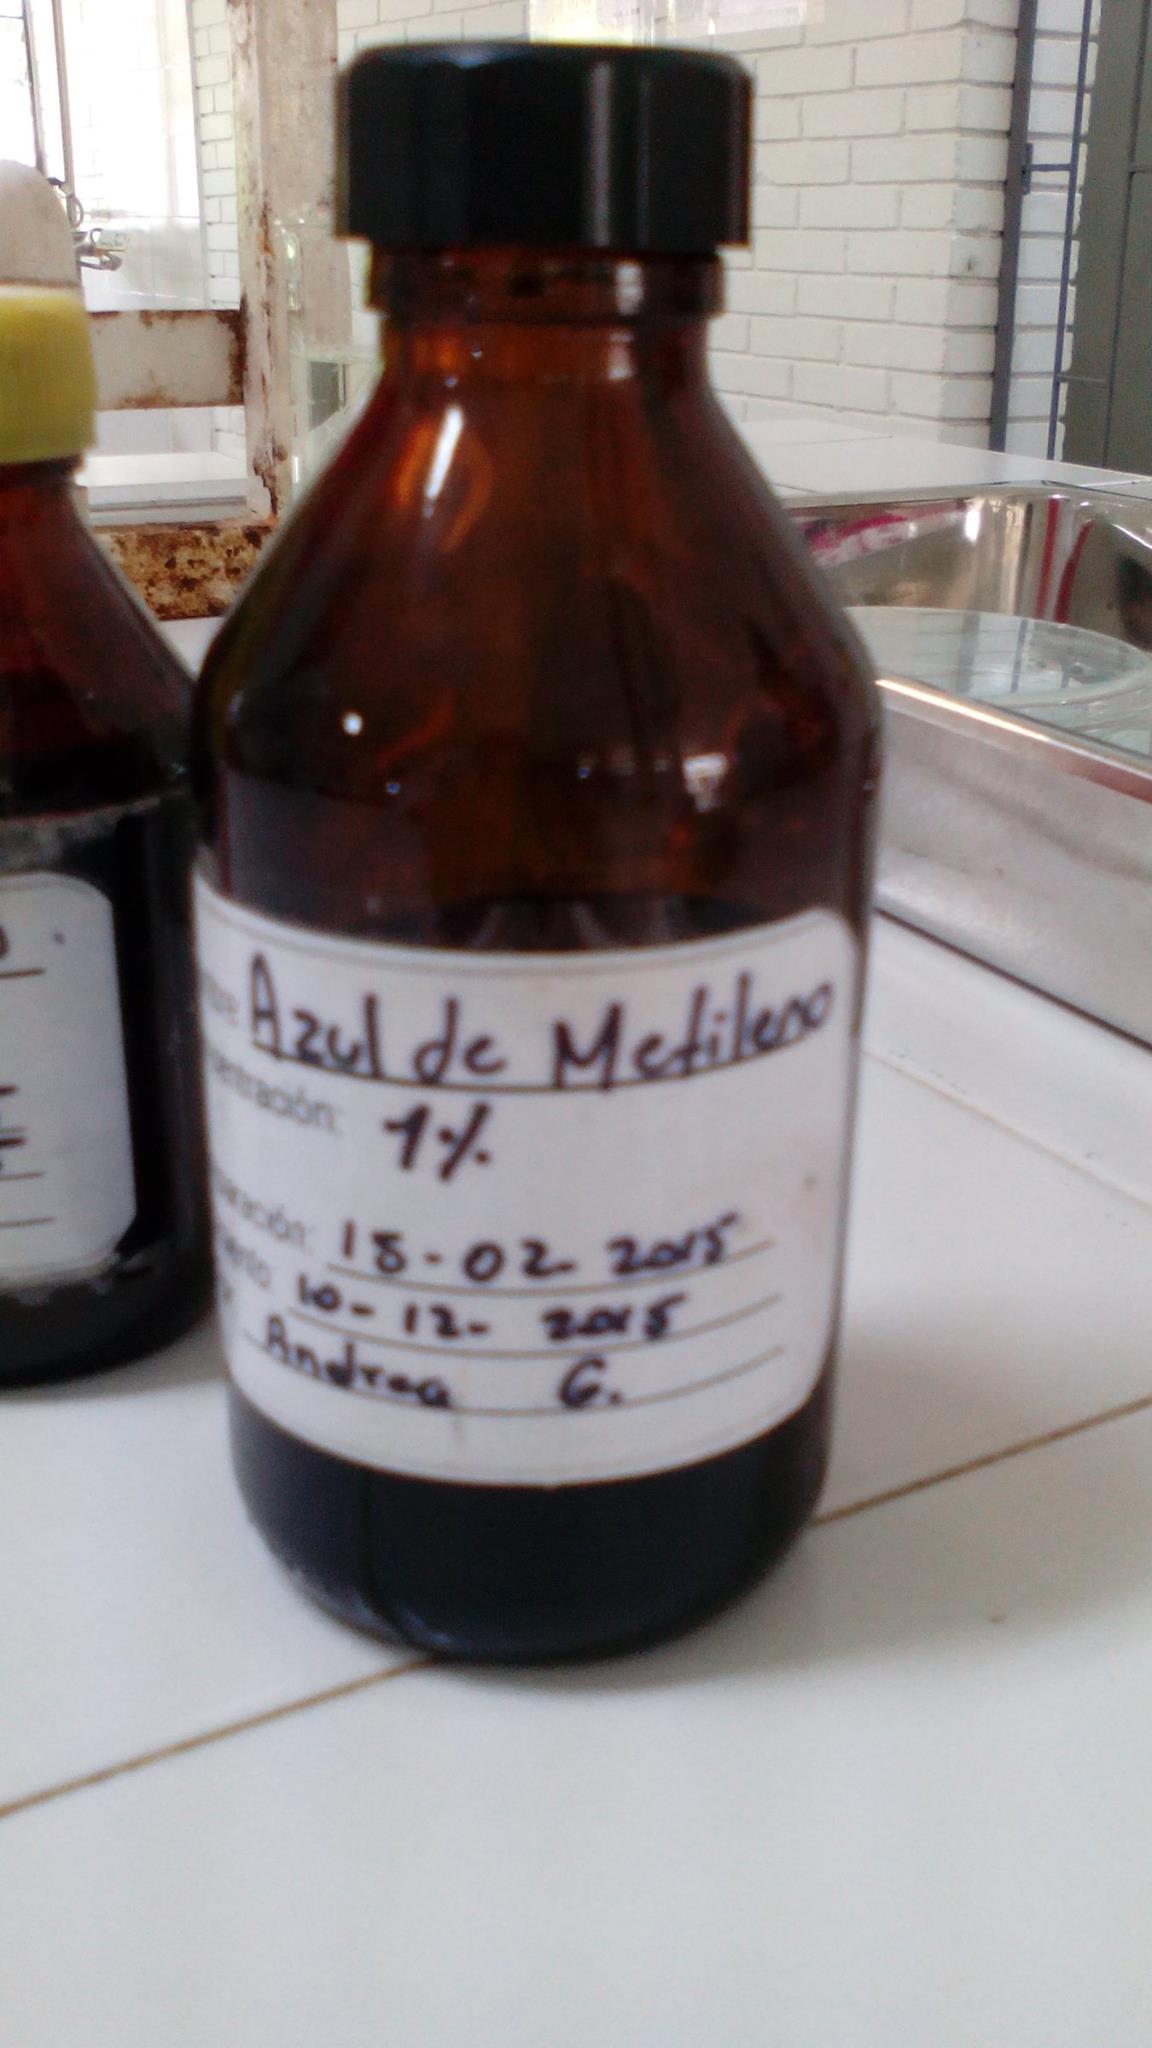 Azul de Metileno
1%
18-02-2015
10-12-2015
Andrea G.